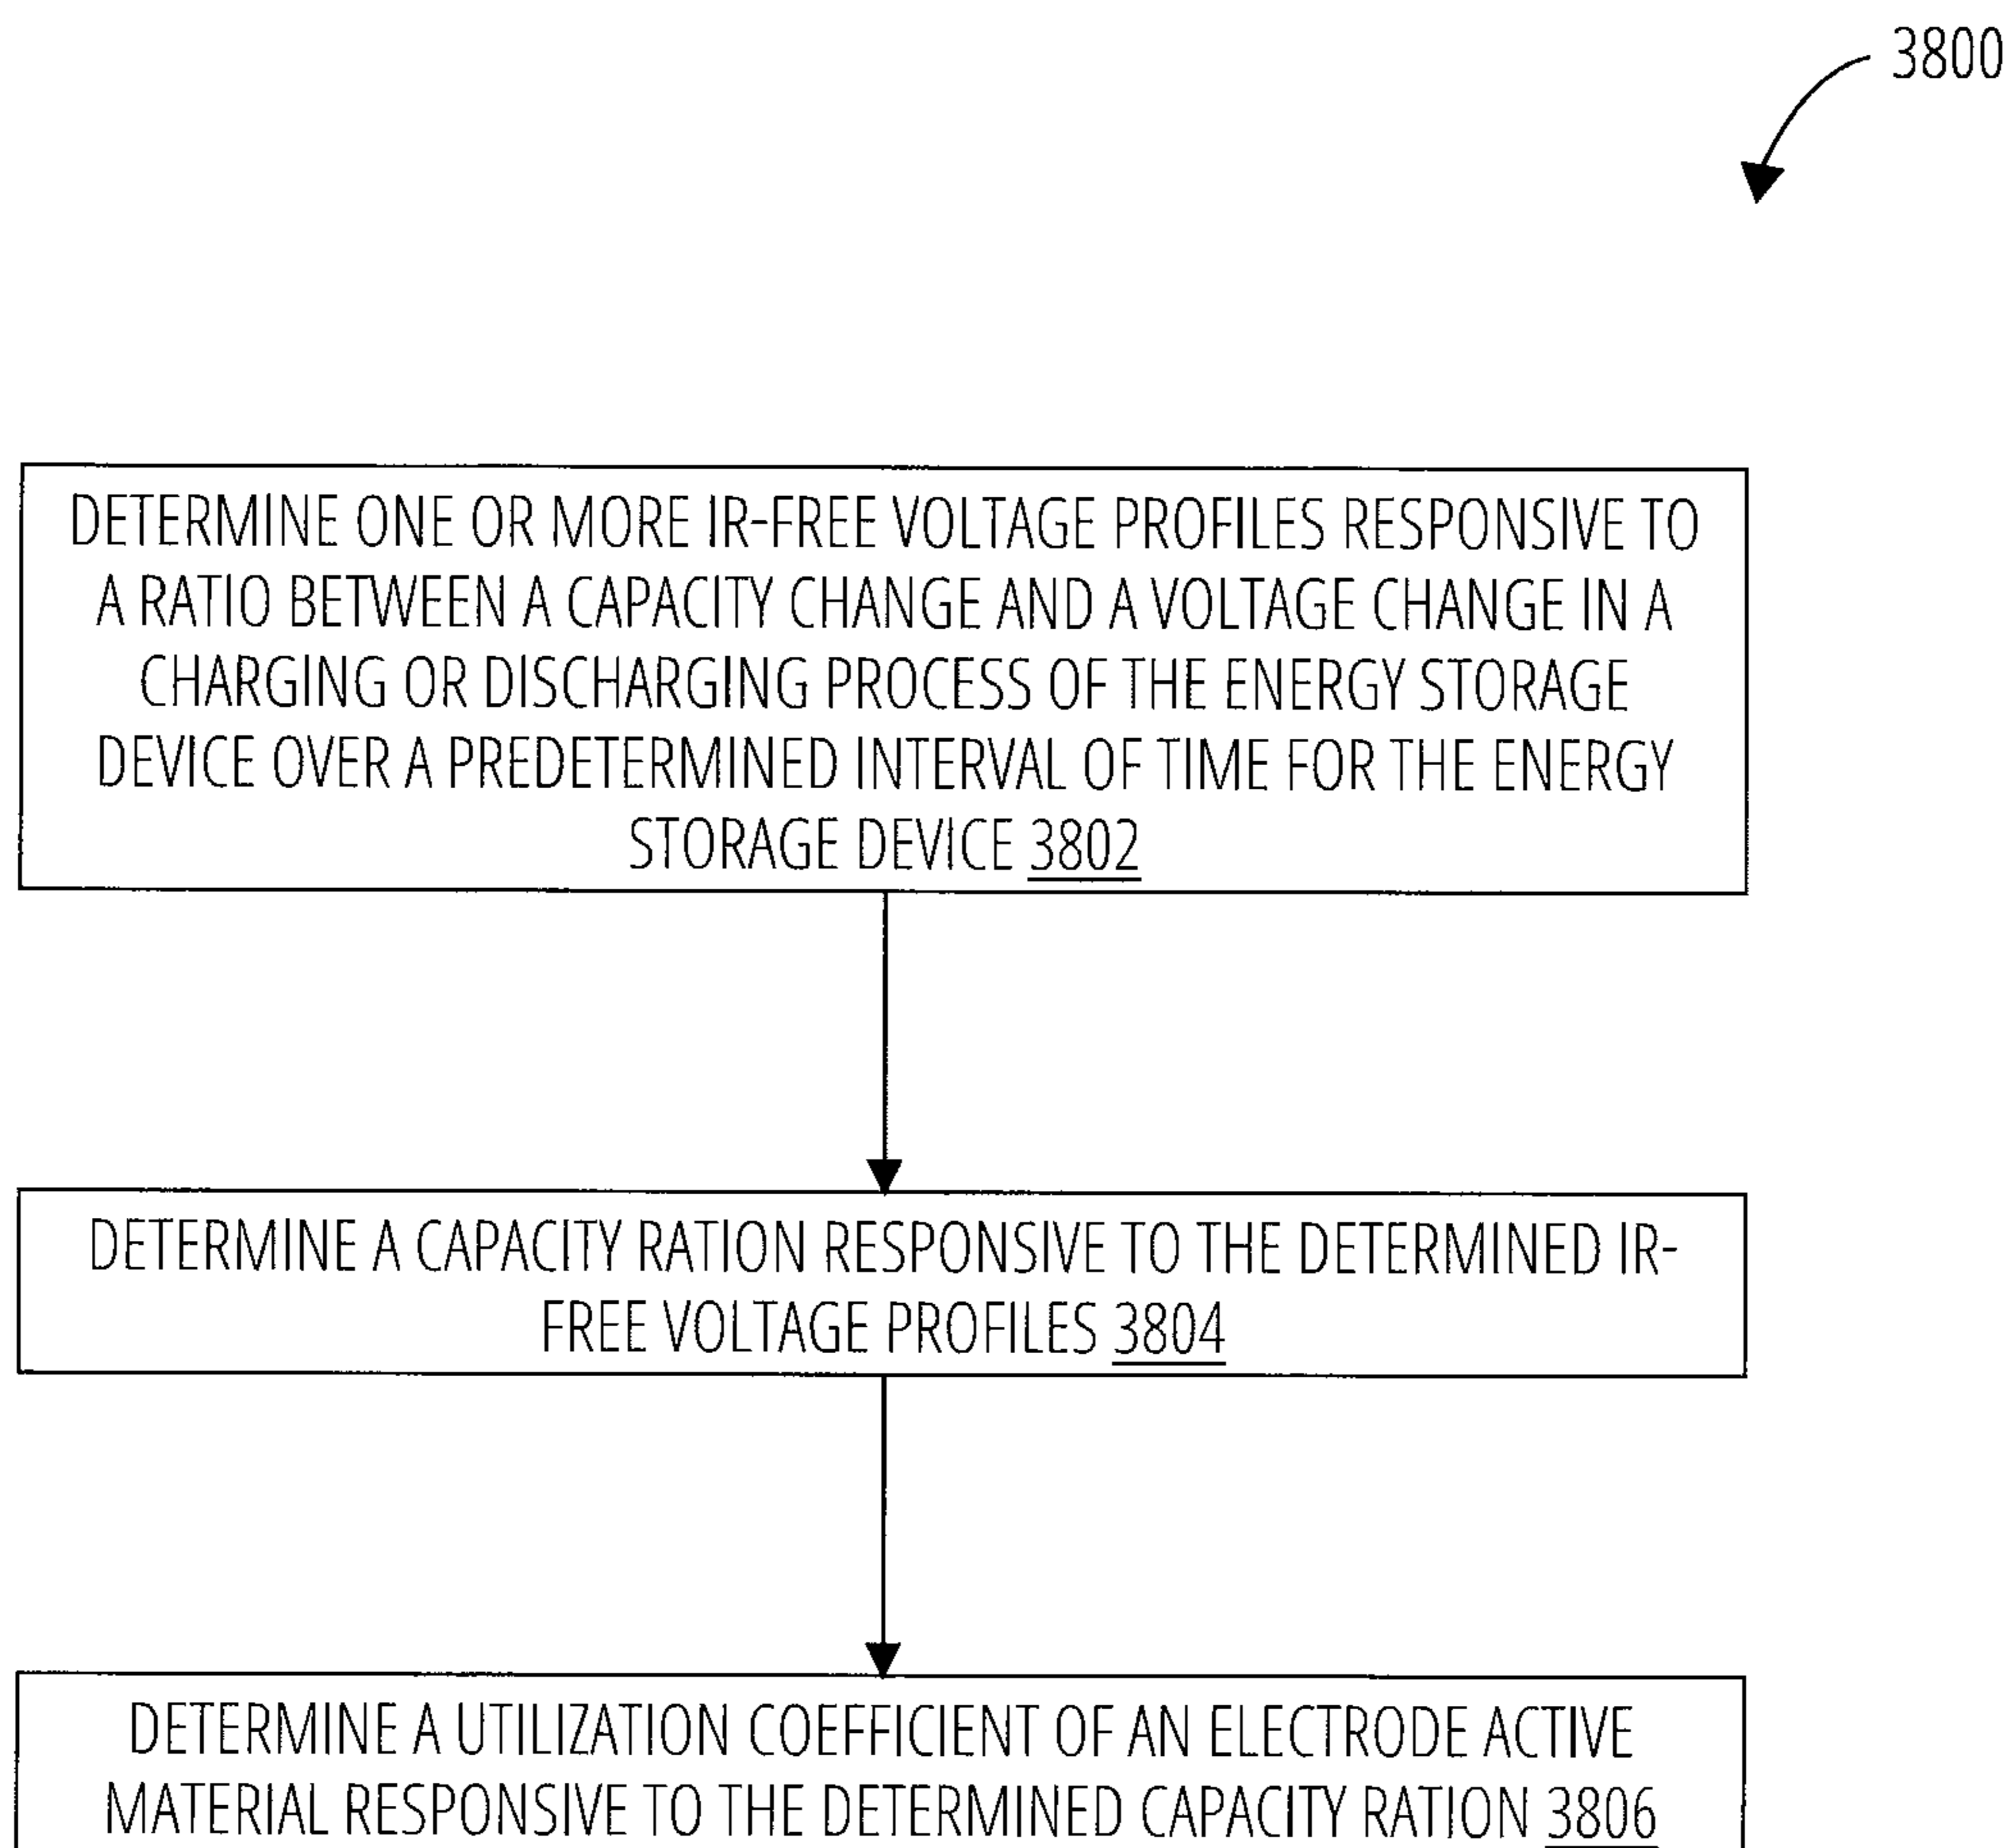 3800
DETERMINE ONE OR MORE IR-FREE VOLTAGE PROFILES RESPONSIVE TO
A RATIO BETWEEN A CAPACITY CHANGE AND A VOLTAGE CHANGE IN A
CHARGING OR DISCHARGING PROCESS OF THE ENERGY STORAGE
DEVICE OVER A PREDETERMINED INTERVAL OF TIME FOR THE ENERGY
STORAGE DEVICE 3802
DETERMINE A CAPACITY RATION RESPONSIVE TO THE DETERMINED IR-
FREE VOLTAGE PROFILES 3804
DETERMINE A UTILIZATION COEFFICIENT OF AN ELECTRODE ACTIVE
MATERIAL RESPONSIVE TO THE DETERMINED CAPACITY RATION 3806